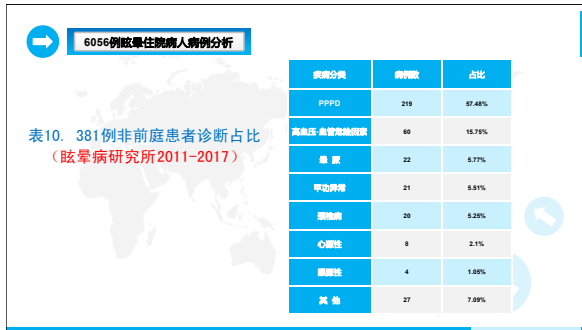 6056例眩晕住院病人病例分析
表10. 381例非前庭患者诊断占比
（眩晕病研究所2011-2017）
疾病分类 病例数 占比
PPPD 219 57.48%
高血压·血管危险因素 60 15.75%
晕 厥 22 5.77%
甲功异常 21 5.51%
颈椎病 20 5.25%
心源性 8 2.1%
眼源性 4 1.05%
其 他 27 7.09%